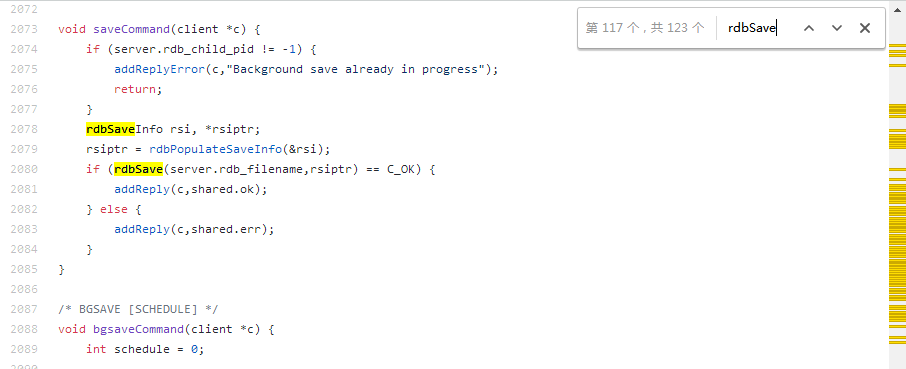 2072
第 117 个，共 123 个 rdbSave
2073 void saveCommand(client *c) {
2074 if (server.rdb_child_pid != -1) {
2075 addReplyError(c,"Background save already in progress");
2076 return;
2077 }
2078 rdbSaveInfo rsi, *rsiptr;
2079 rsiptr = rdbPopulateSaveInfo(&rsi);
2080 if (rdbSave(server.rdb_filename,rsiptr) == C_OK) {
2081 addReply(c,shared.ok);
2082 } else {
2083 addReply(c,shared.err);
2084 }
2085 }
2086
2087 /* BGSAVE [SCHEDULE] */
2088 void bgsaveCommand(client *c) {
2089 int schedule = 0;